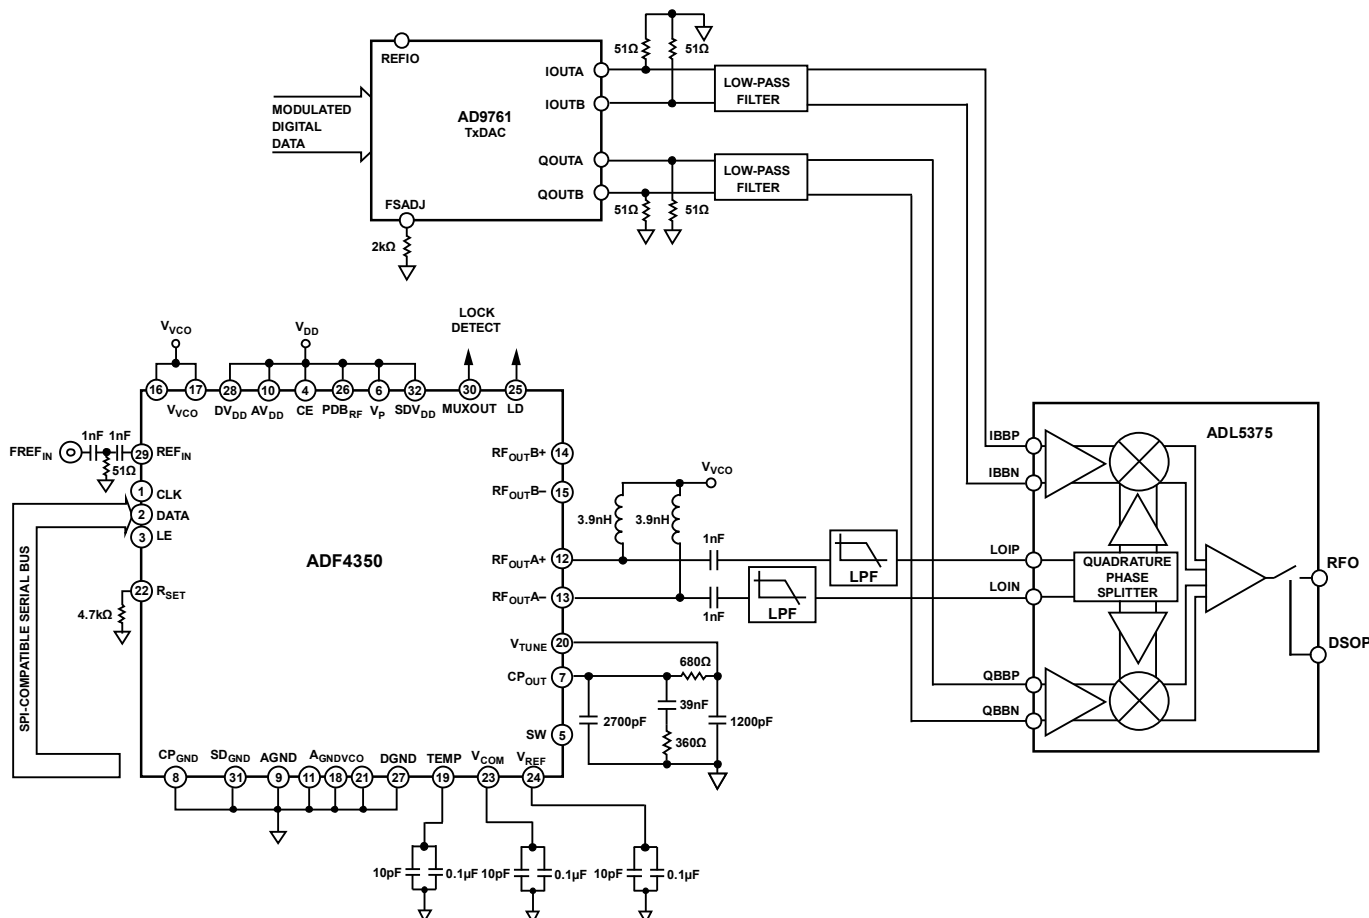 REFIO
MODULATED
DIGITAL
DATA
AD9761
TxDAC
IOUTA
IOUTB
QOUTA
QOUTB
FSADJ
2kΩ
51Ω
51Ω
LOW-PASS
FILTER
LOW-PASS
FILTER
51Ω
51Ω
LOCK
DETECT
VVCO
VDD
16
17
28
10
4
26
6
32
30
25
VVCO
DVDD
AVDD
CE
PDBRF
VP
SDVDD
MUXOUT
LD
FREFIN
1nF
1nF
51Ω
29
REFIN
1
CLK
2
DATA
3
LE
22
RSET
4.7kΩ
SPI-COMPATIBLE SERIAL BUS
ADF4350
RFOUTB+
14
RFOUTB–
15
RFOUTA+
12
RFOUTA–
13
VTUNE
20
CPOUT
7
SW
5
VVCO
3.9nH
3.9nH
1nF
1nF
LPF
LPF
680Ω
39nF
2700pF
1200pF
360Ω
CPGND
SDGND
AGND
AGNDVCO
DGND
TEMP
VCOM
VREF
8
31
9
11
18
21
27
19
23
24
10pF
0.1µF
10pF
0.1µF
10pF
0.1µF
ADL5375
IBBP
IBBN
LOIP
LOIN
QUADRATURE
PHASE
SPLITTER
QBBP
QBBN
RFO
DSOP